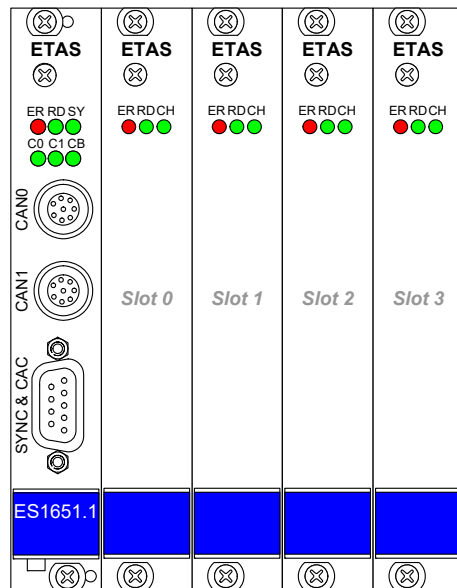 ETAS ETAS ETAS ETAS ETAS
ER RD SY ER RD CH ER RD CH ER RD CH ER RD CH
C0 C1 CB
CAN0
CAN1
Slot 0 Slot 1 Slot 2 Slot 3
SYNC & CAC
ES1651.1